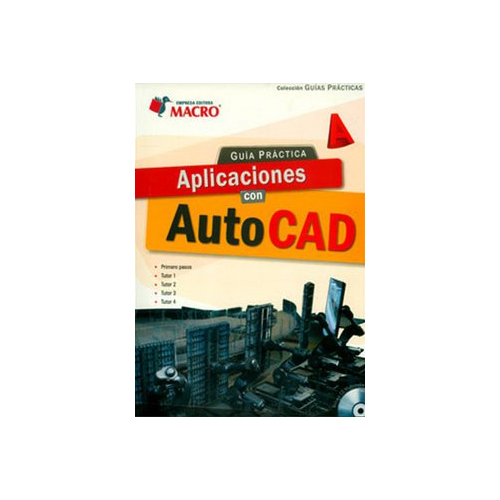 Colección GUÍAS PRÁCTICAS
EMPRESA EDITORA
MACRO®
GUÍA PRÁCTICA
Aplicaciones
con
AutoCAD
• Primeros pasos
• Tutor 1
• Tutor 2
• Tutor 3
• Tutor 4